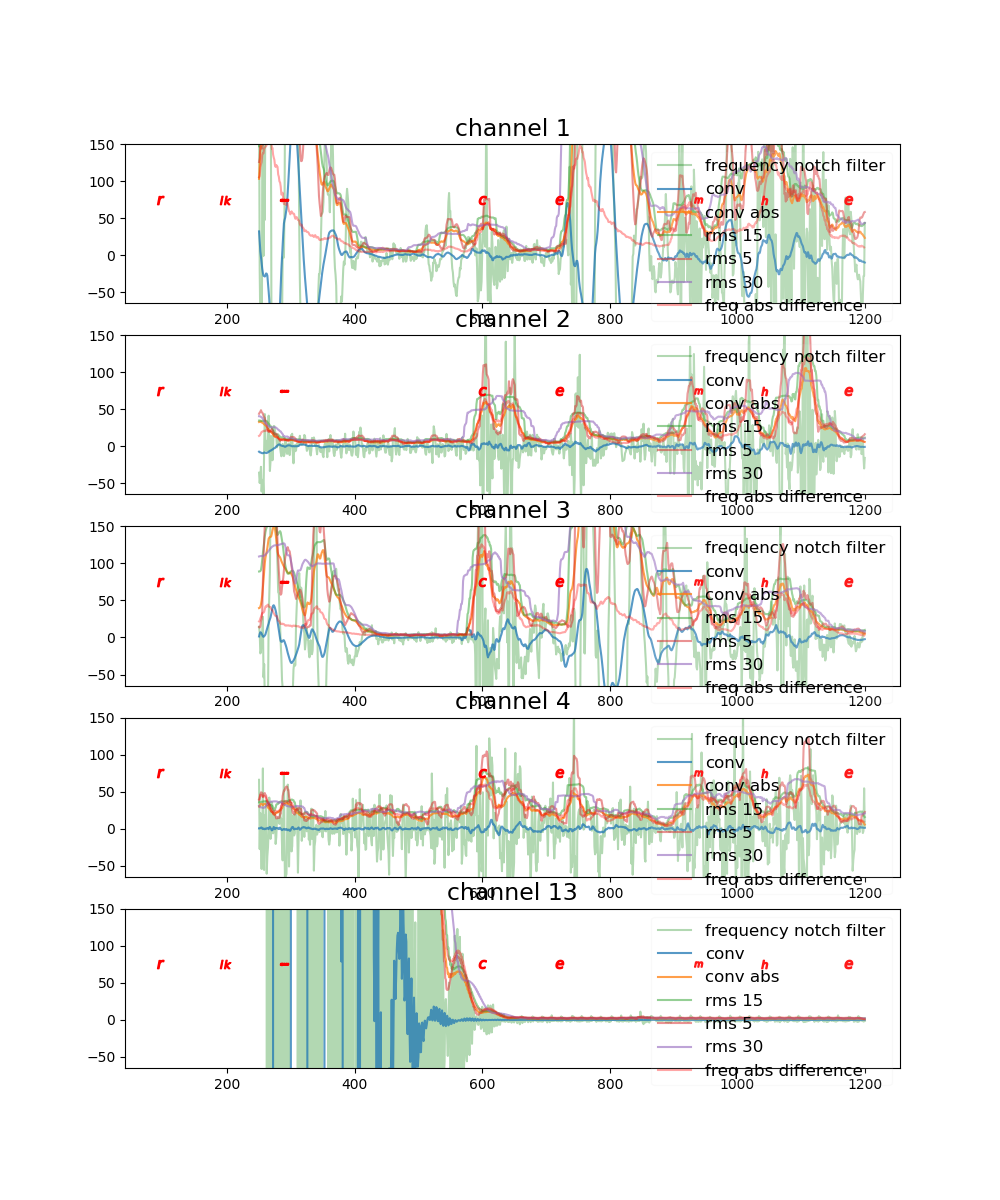 channel 1
150
100
50
0
−50
r lk – c e m h e
frequency notch filter
conv
conv abs
rms 15
rms 5
rms 30
freq abs difference
200 400 600 800 1000 1200
channel 2
150
100
50
0
−50
r lk – c e m h e
frequency notch filter
conv
conv abs
rms 15
rms 5
rms 30
freq abs difference
200 400 600 800 1000 1200
channel 3
150
100
50
0
−50
r lk – c e m h e
frequency notch filter
conv
conv abs
rms 15
rms 5
rms 30
freq abs difference
200 400 600 800 1000 1200
channel 4
150
100
50
0
−50
r lk – c e m h e
frequency notch filter
conv
conv abs
rms 15
rms 5
rms 30
freq abs difference
200 400 600 800 1000 1200
channel 13
150
100
50
0
−50
r lk – c e m h e
frequency notch filter
conv
conv abs
rms 15
rms 5
rms 30
freq abs difference
200 400 600 800 1000 1200